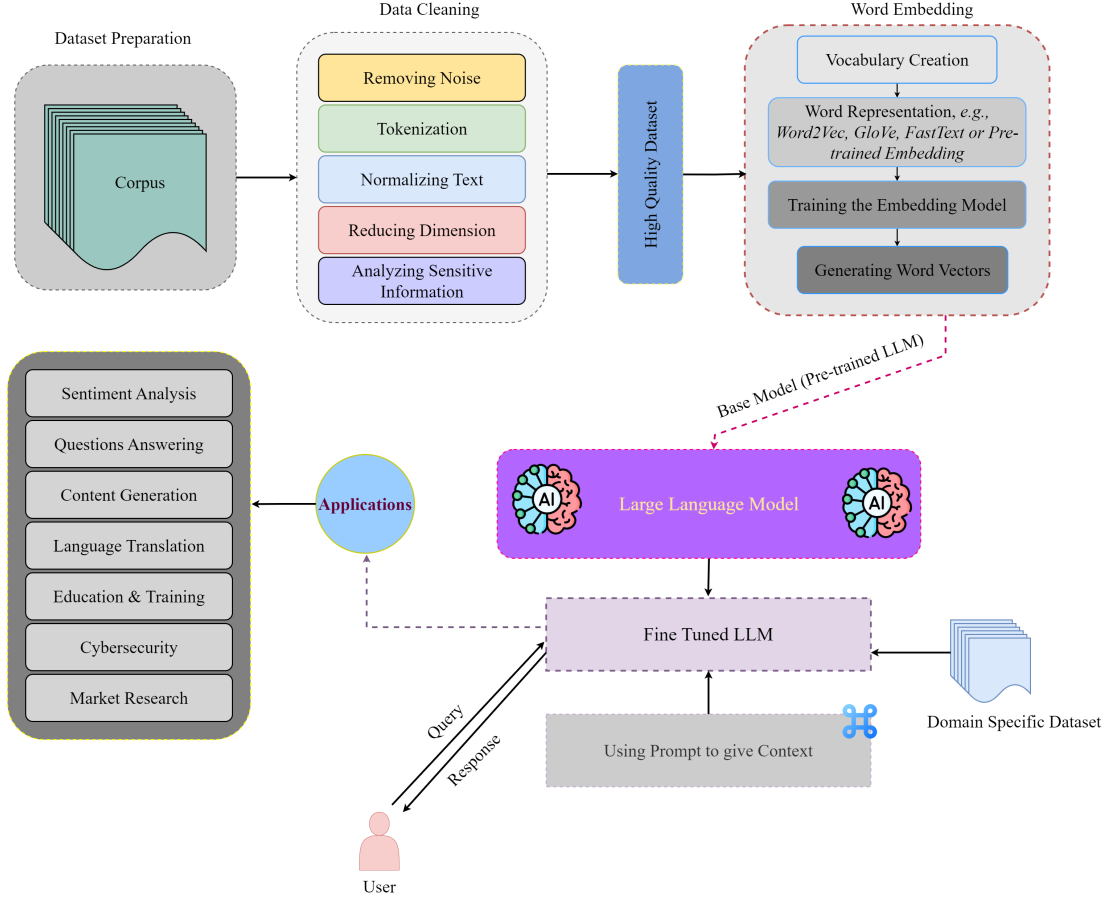 Dataset Preparation
Corpus
Data Cleaning
Removing Noise
Tokenization
Normalizing Text
Reducing Dimension
Analyzing Sensitive
Information
High Quality Dataset
Word Embedding
Vocabulary Creation
Word Representation, e.g.,
Word2Vec, GloVe, FastText or Pre-
trained Embedding
Training the Embedding Model
Generating Word Vectors
Base Model (Pre-trained LLM)
AI
Large Language Model
AI
Fine Tuned LLM
Domain Specific Dataset
Using Prompt to give Context
Query
Response
User
Applications
Sentiment Analysis
Questions Answering
Content Generation
Language Translation
Education & Training
Cybersecurity
Market Research